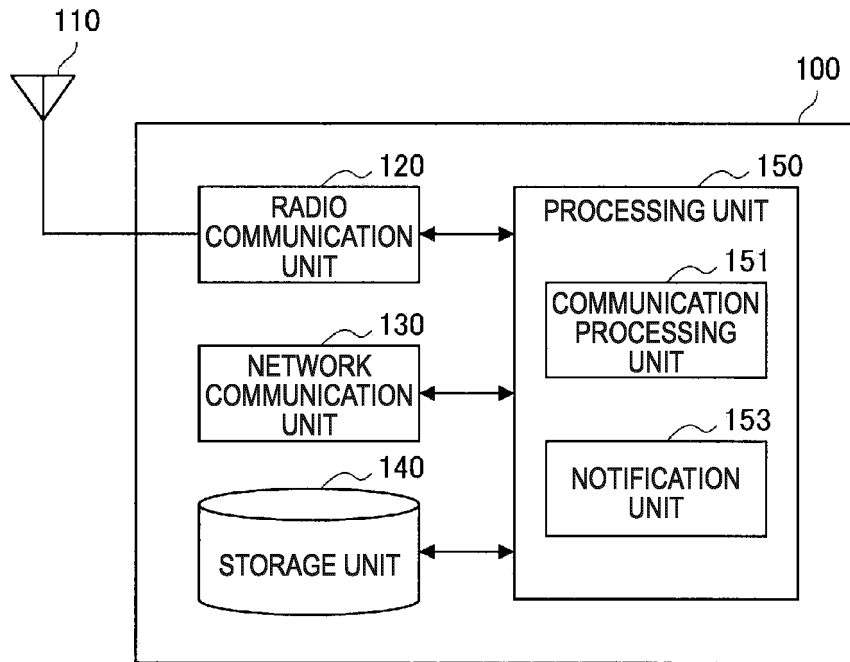 110
100
120
RADIO
COMMUNICATION
UNIT
150
PROCESSING UNIT
151
COMMUNICATION
PROCESSING
UNIT
130
NETWORK
COMMUNICATION
UNIT
153
NOTIFICATION
UNIT
140
STORAGE UNIT